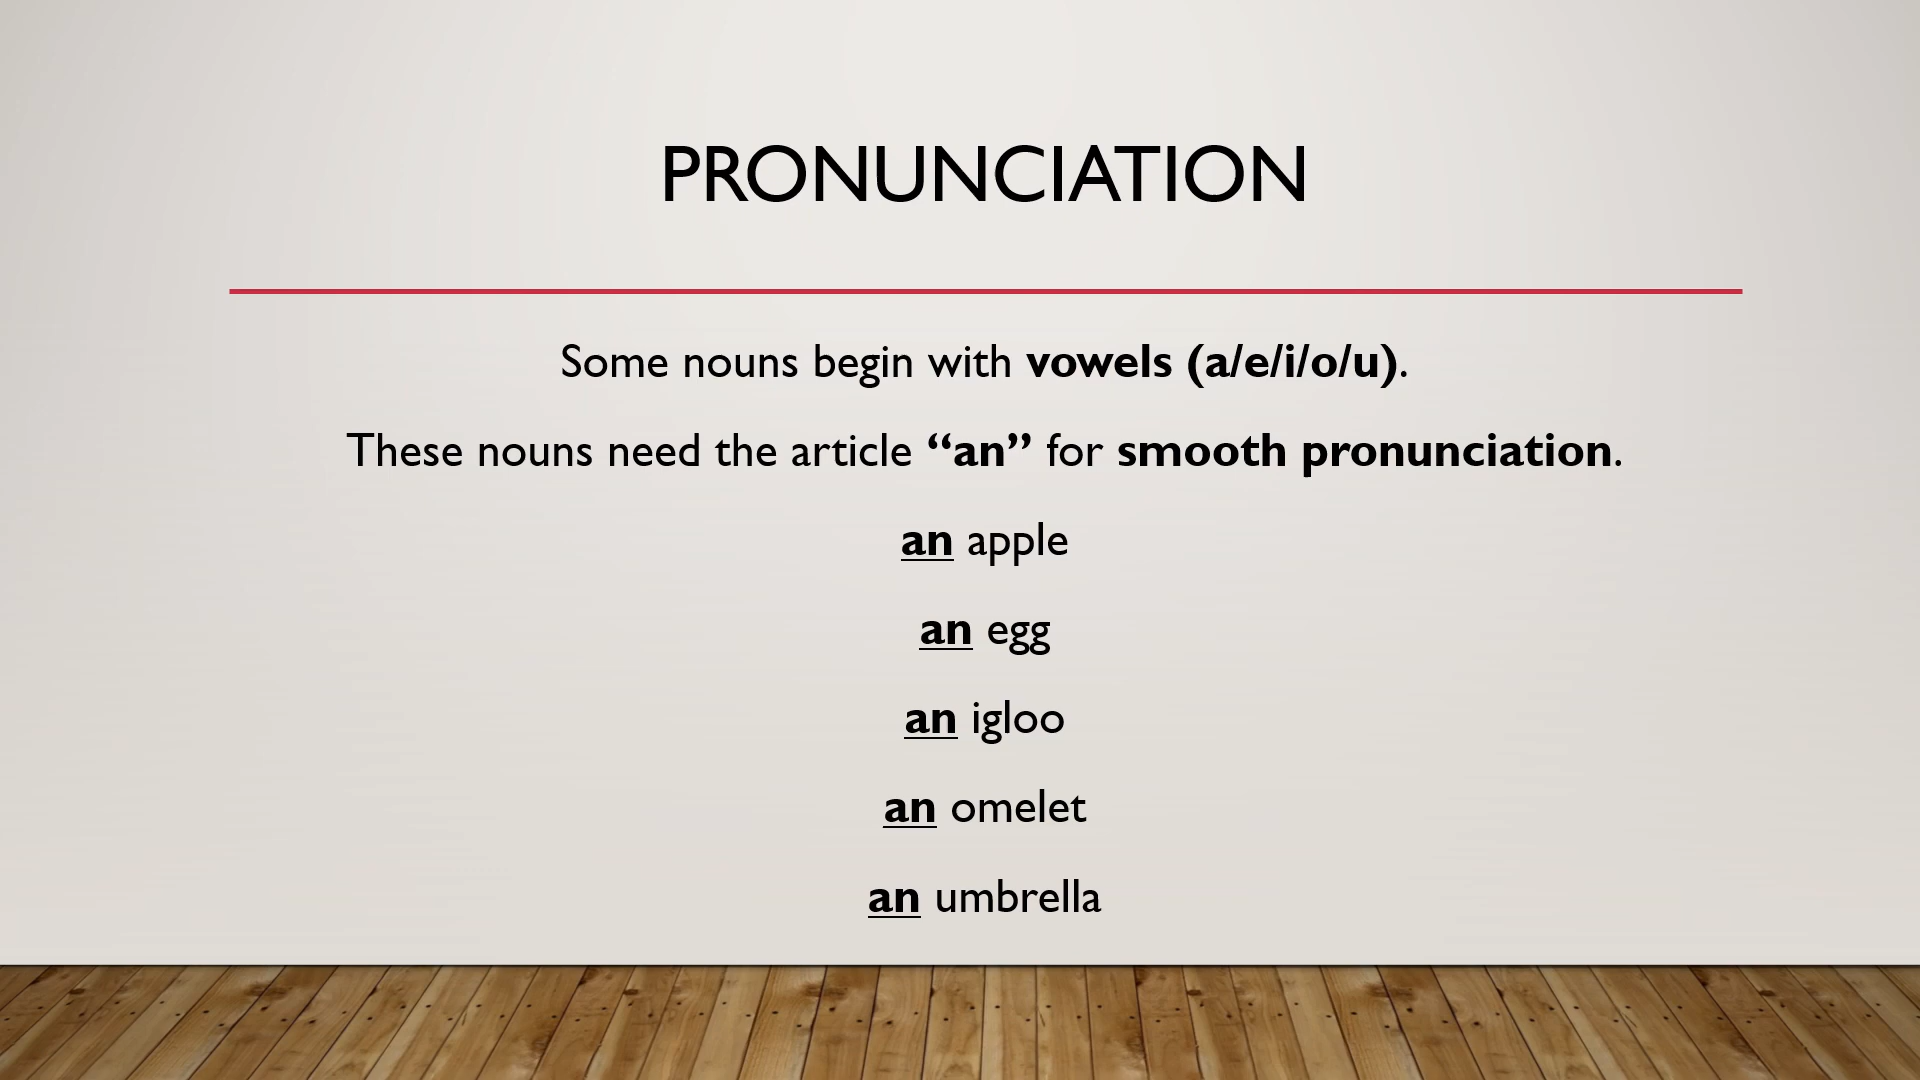 PRONUNCIATION
Some nouns begin with vowels (a/e/i/o/u).
These nouns need the article “an” for smooth pronunciation.
an apple
an egg
an igloo
an omelet
an umbrella